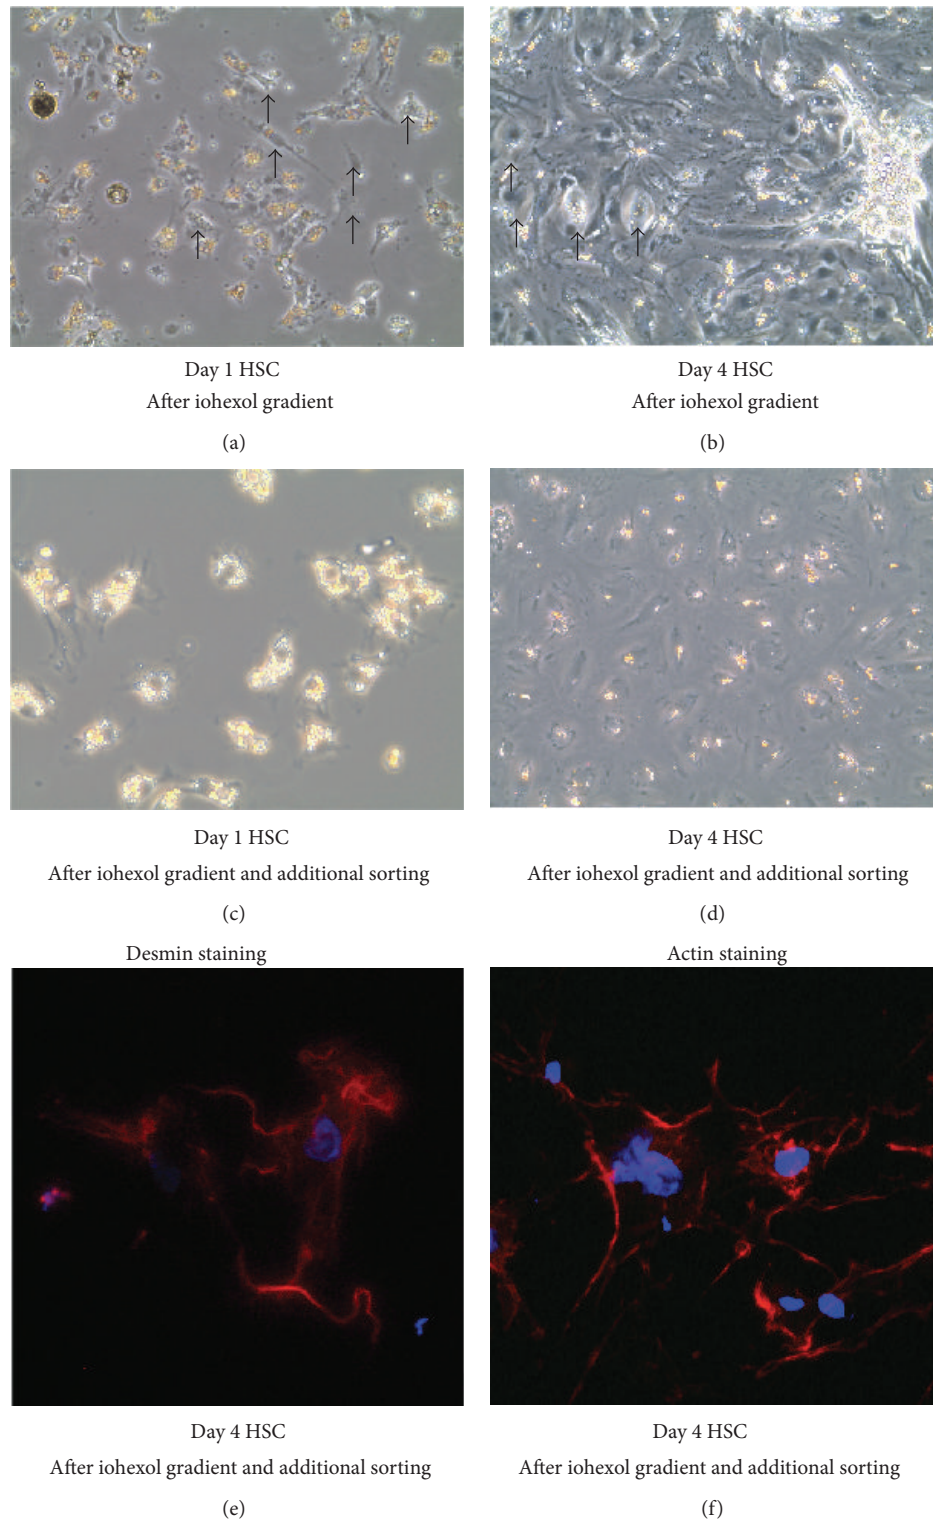 Day 1 HSC
After iohexol gradient
(a)
Day 4 HSC
After iohexol gradient
(b)
Day 1 HSC
After iohexol gradient and additional sorting
(c)
Day 4 HSC
After iohexol gradient and additional sorting
(d)
Desmin staining
Day 4 HSC
After iohexol gradient and additional sorting
(e)
Actin staining
Day 4 HSC
After iohexol gradient and additional sorting
(f)